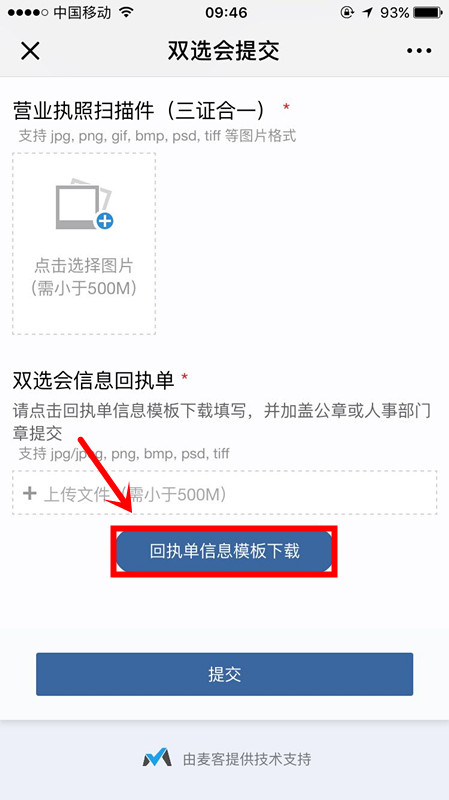 中国移动 09:46 93%
双选会提交
营业执照扫描件（三证合一） *
支持 jpg, png, gif, bmp, psd, tiff 等图片格式
点击选择图片
（需小于500M）
双选会信息回执单 *
请点击回执单信息模板下载填写，并加盖公章或人事部门
章提交
支持 jpg/jpeg, png, bmp, psd, tiff
+ 上传文件（需小于500M）
回执单信息模板下载
提交
由麦客提供技术支持